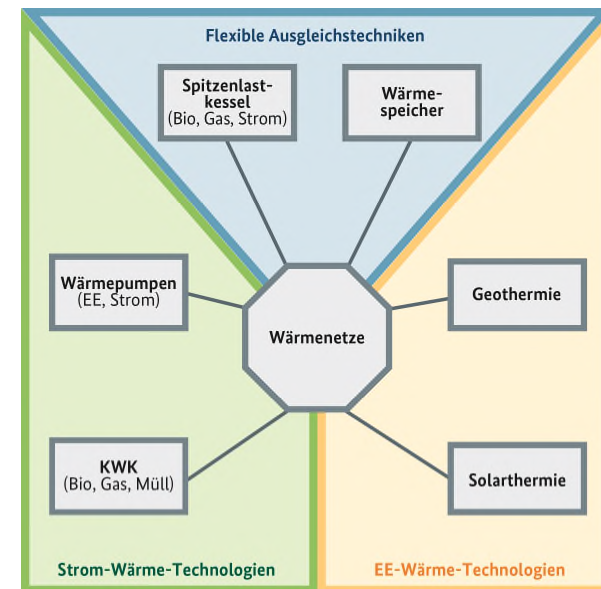 Flexible Ausgleichstechniken
Spitzenlast-
kessel
(Bio, Gas, Strom)
Wärme-
speicher
Wärmepumpen
(EE, Strom)
Geothermie
Wärmenetze
KWK
(Bio, Gas, Müll)
Solarthermie
Strom-Wärme-Technologien
EE-Wärme-Technologien